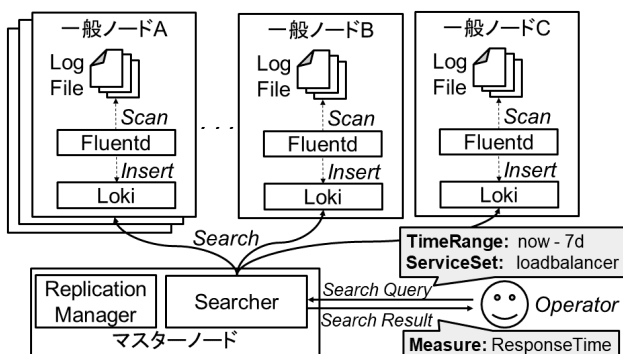 一般ノードA
Log
File
Scan
Fluentd
Insert
Loki
. . . .
一般ノードB
Log
File
Scan
Fluentd
Insert
Loki
一般ノードC
Log
File
Scan
Fluentd
Insert
Loki
Search
TimeRange: now - 7d
ServiceSet: loadbalancer
Replication
Manager
Searcher
マスターノード
Search Query
Search Result
Operator
Measure: ResponseTime